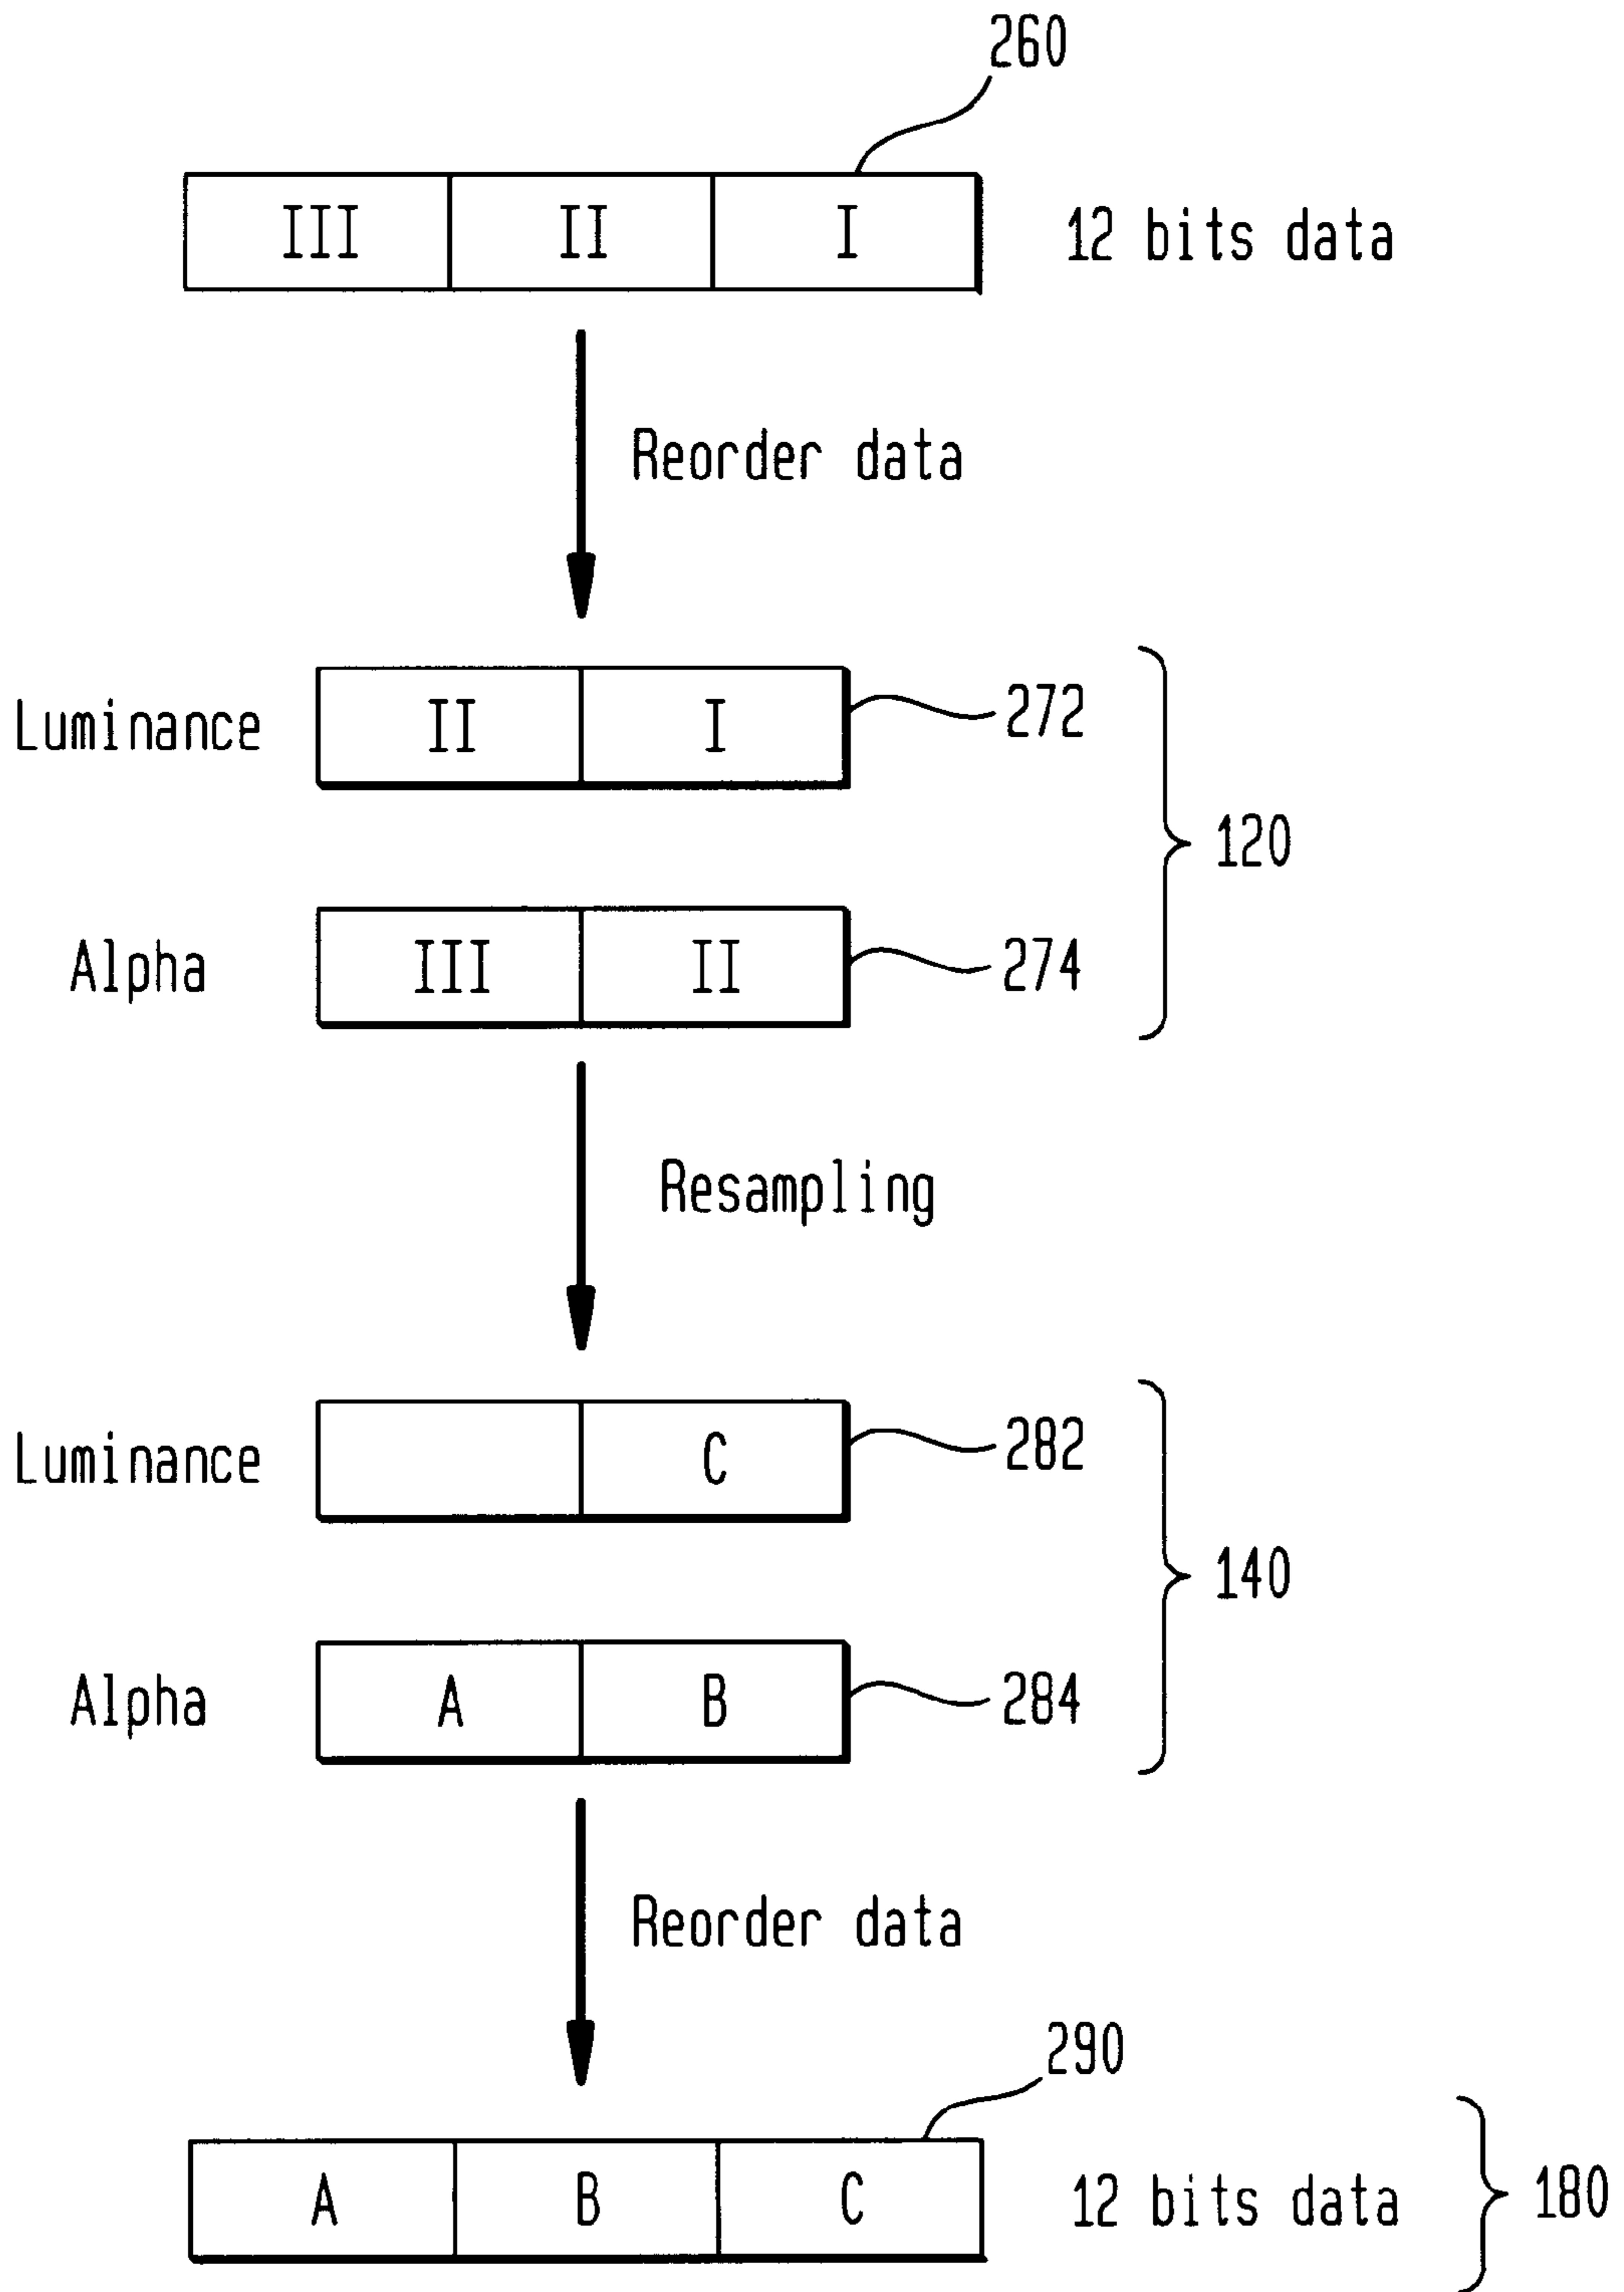 260
III II I 12 bits data
Reorder data
Luminance II I 272
120
Alpha III II 274
Resampling
Luminance C 282
140
Alpha A B 284
Reorder data
290
A B C 12 bits data 180